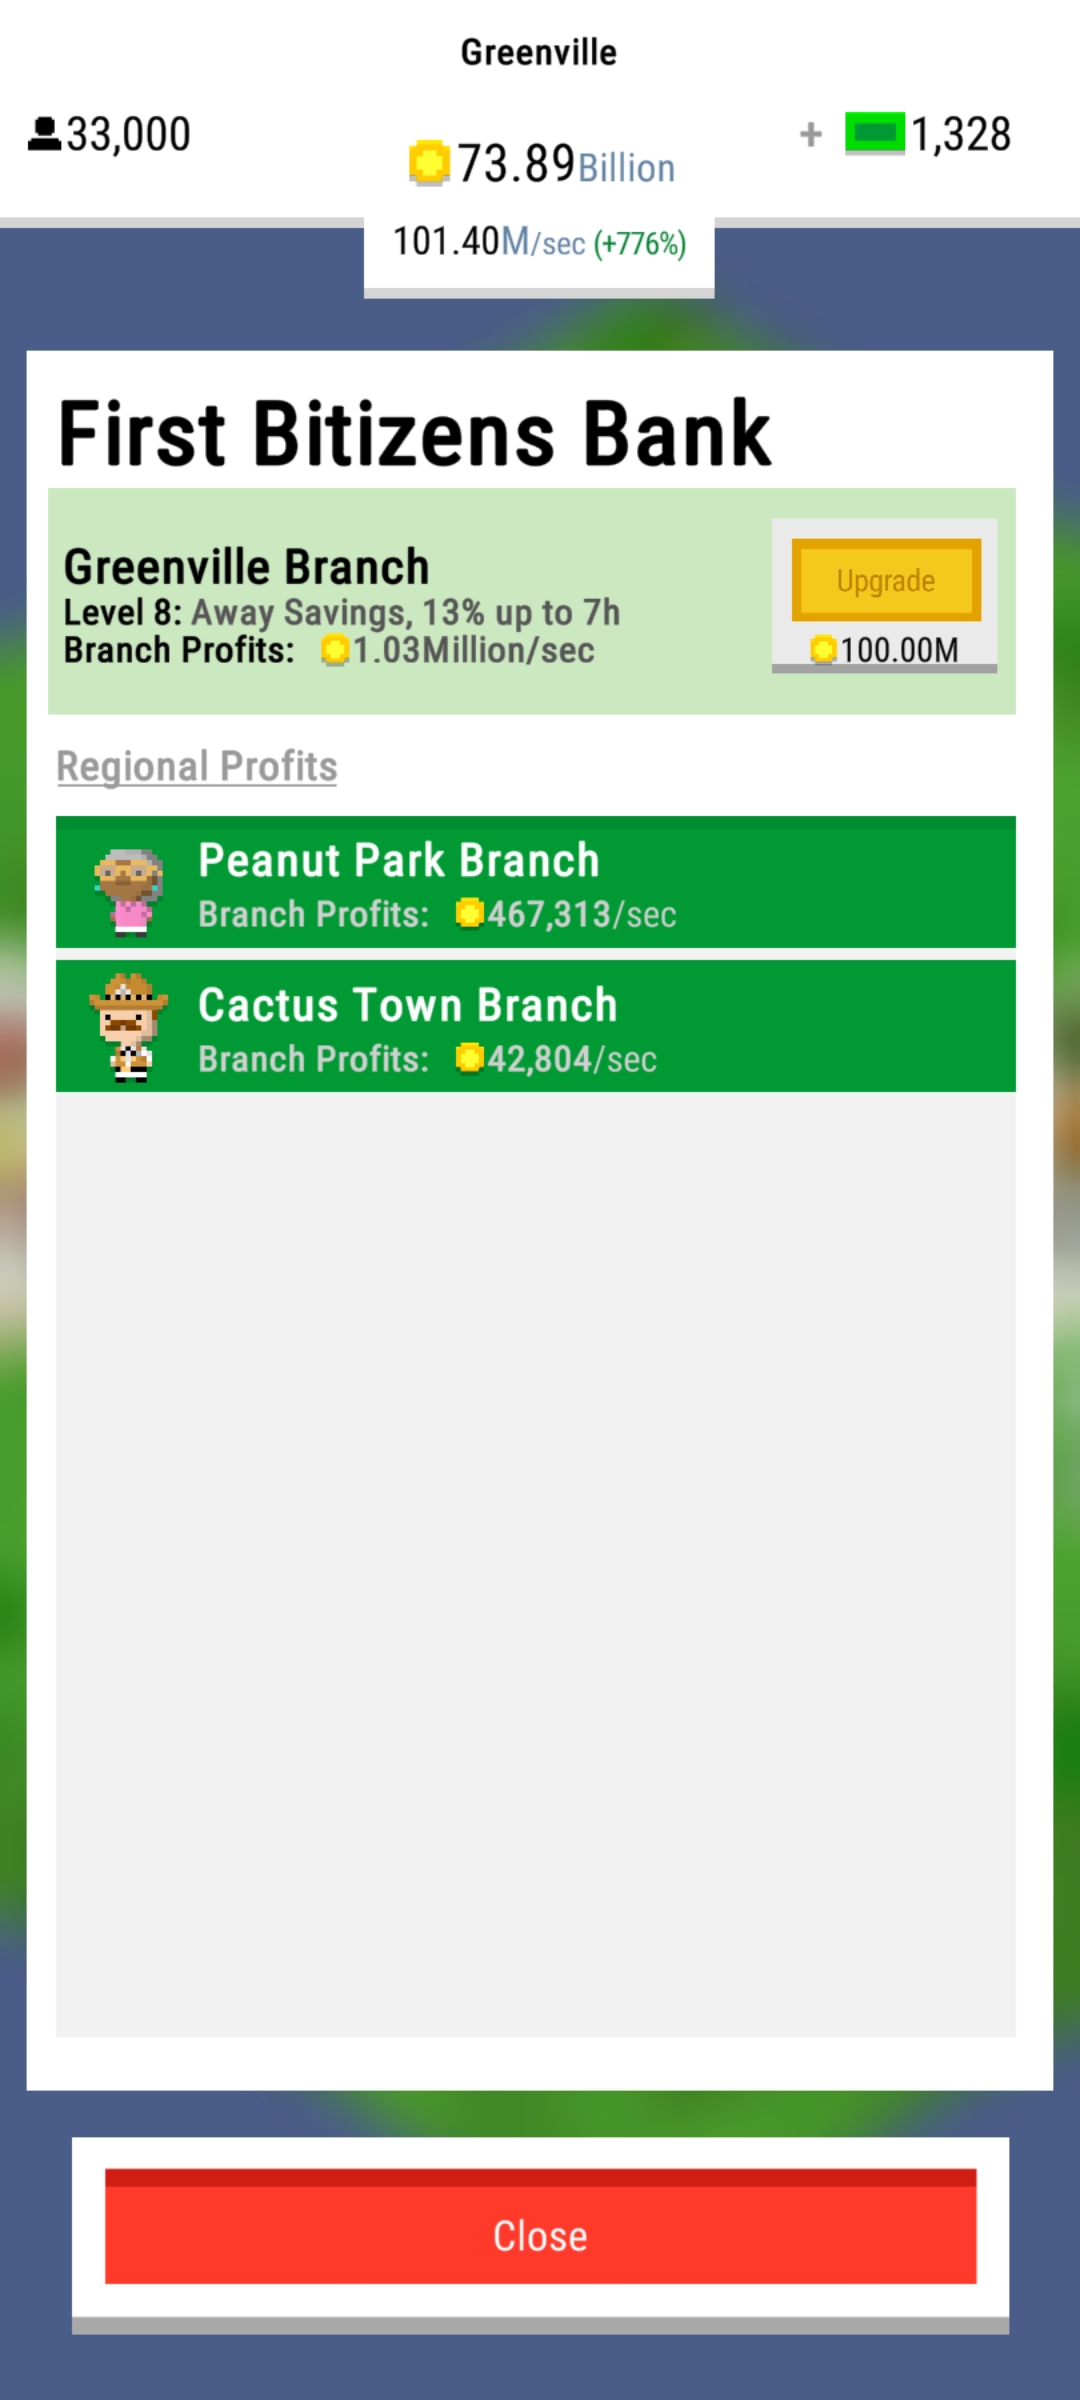 Greenville
33,000
73.89Billion
+ 1,328
101.40M/sec (+776%)
First Bitizens Bank
Greenville Branch
Level 8: Away Savings, 13% up to 7h
Branch Profits: 1.03Million/sec
Upgrade
100.00M
Regional Profits
Peanut Park Branch
Branch Profits: 467,313/sec
Cactus Town Branch
Branch Profits: 42,804/sec
Close